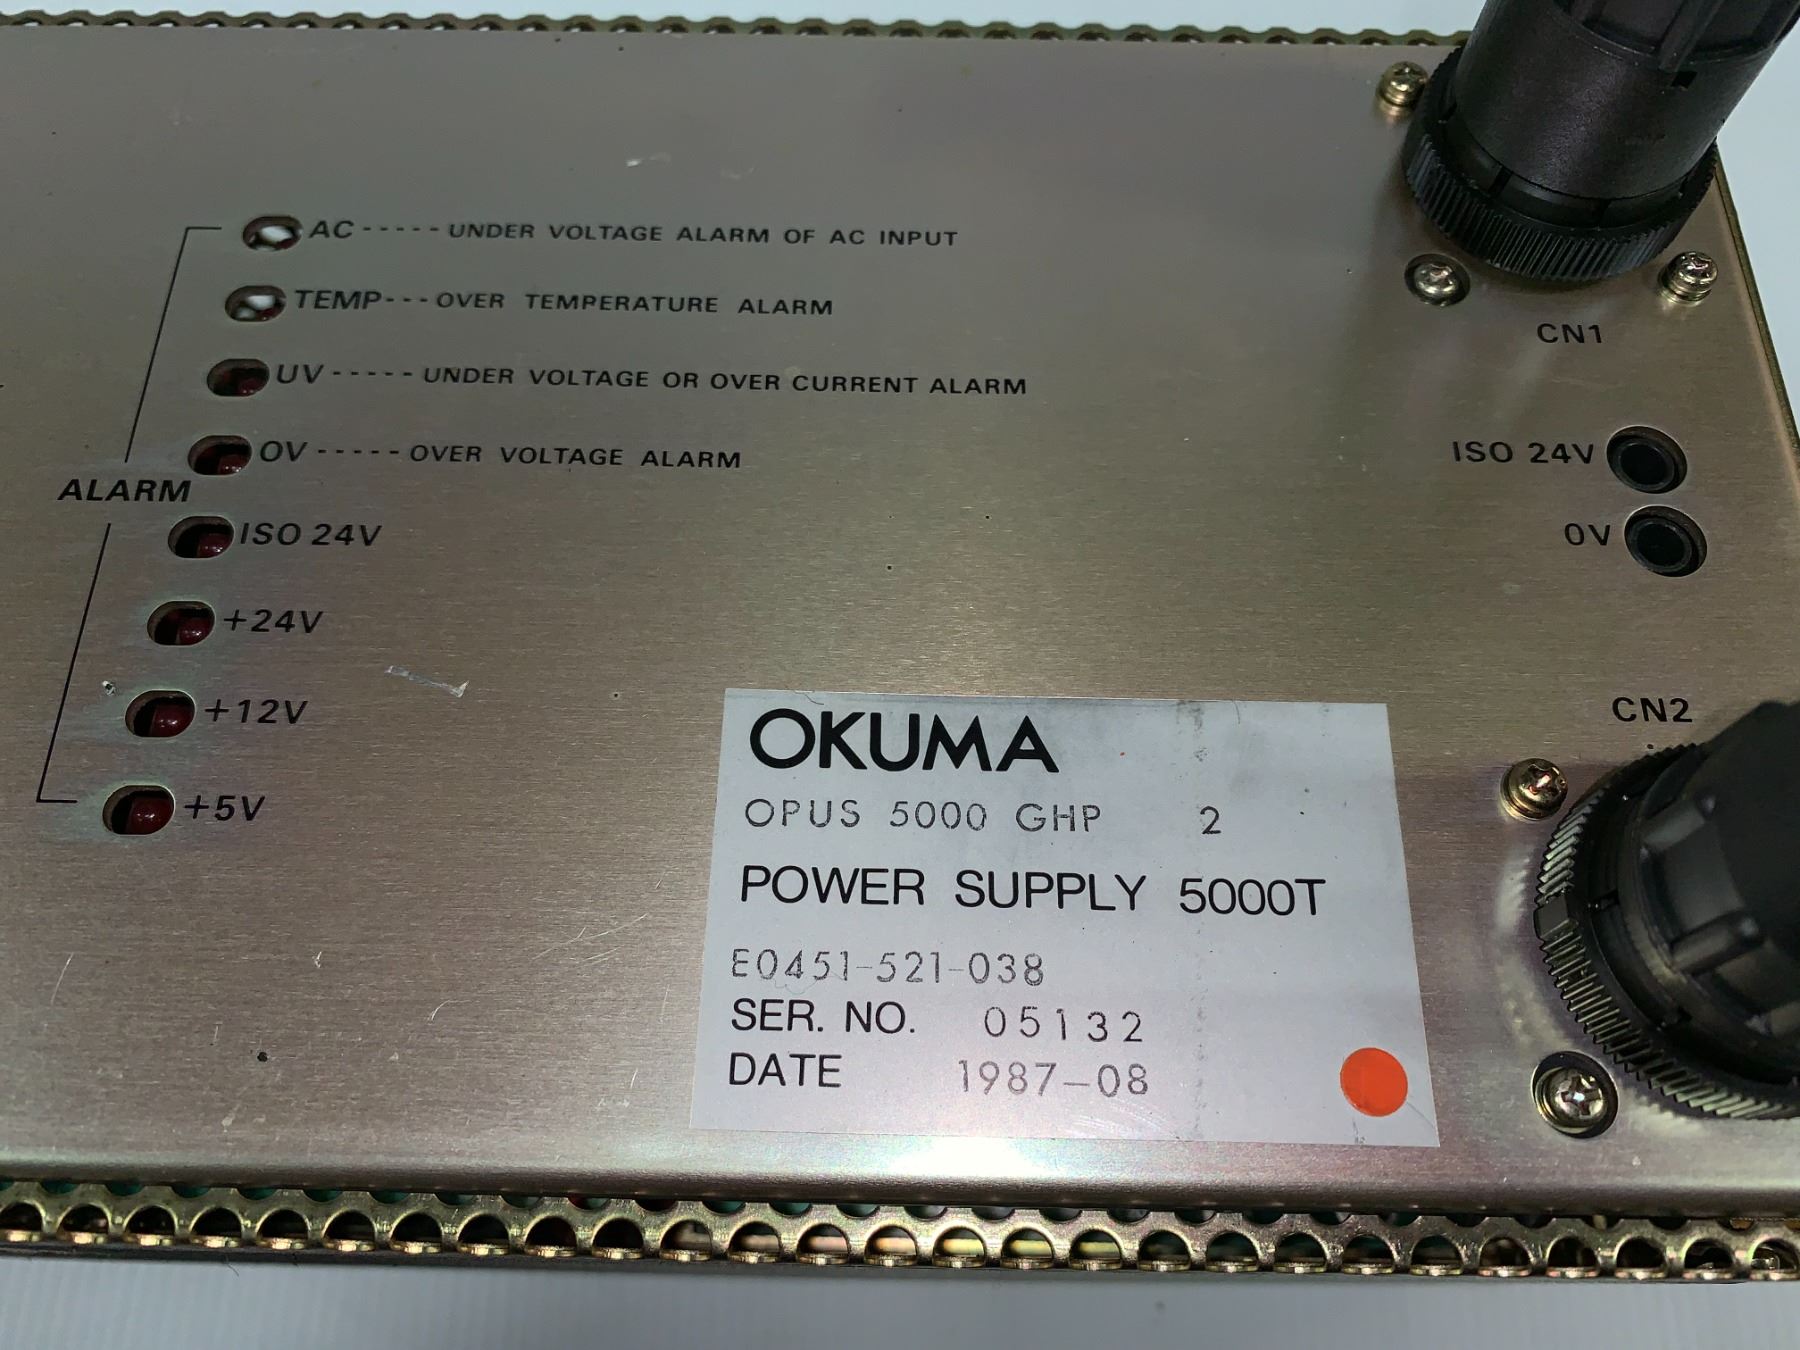 AC ----- UNDER VOLTAGE ALARM OF AC INPUT
TEMP --- OVER TEMPERATURE ALARM
UV ----- UNDER VOLTAGE OR OVER CURRENT ALARM
OV ----- OVER VOLTAGE ALARM
ALARM
ISO 24V
+24V
+12V
+5V
CN1
ISO 24V
0V
CN2
OKUMA
OPUS 5000 GHP 2
POWER SUPPLY 5000T
E0451-521-038
SER. NO. 05132
DATE 1987-08